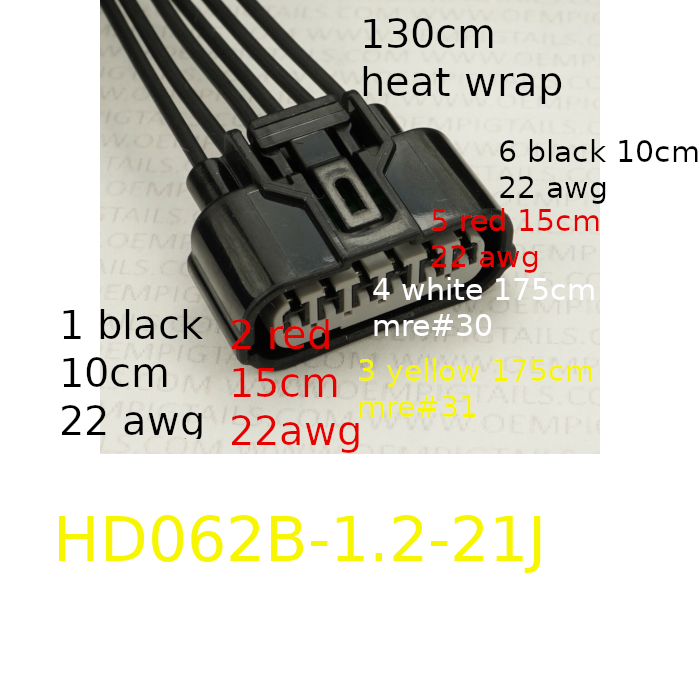 130cm
heat wrap
6 black 10cm
22 awg
5 red 15cm
22 awg
4 white 175cm
mre#30
3 yellow 175cm
mre#31
1 black
10cm
22 awg
2 red
15cm
22awg
HD062B-1.2-21J